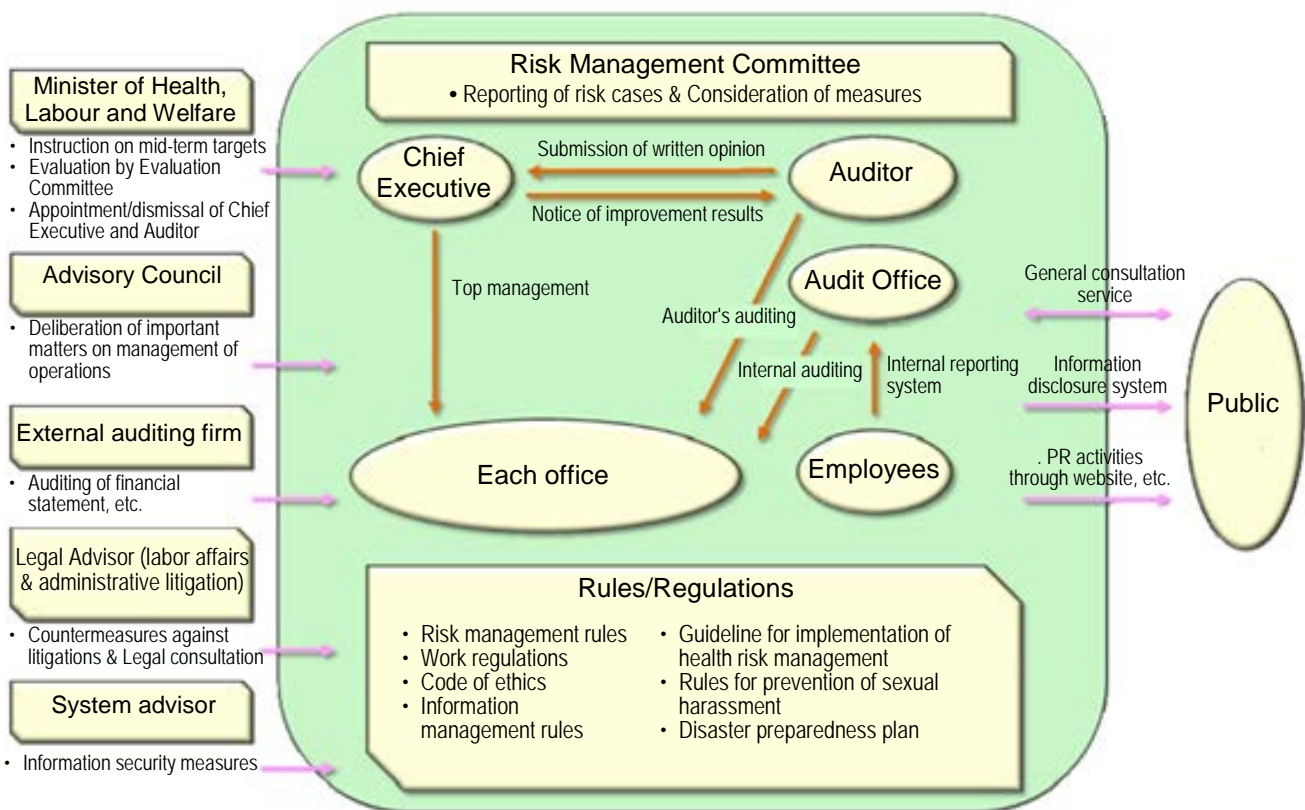 Minister of Health,
Labour and Welfare
• Instruction on mid-term targets
• Evaluation by Evaluation
Committee
• Appointment/dismissal of Chief
Executive and Auditor
Advisory Council
• Deliberation of important
matters on management of
operations
External auditing firm
• Auditing of financial
statement, etc.
Legal Advisor (labor affairs
& administrative litigation)
• Countermeasures against
litigations & Legal consultation
System advisor
• Information security measures
Risk Management Committee
• Reporting of risk cases & Consideration of measures
Chief
Executive
Submission of written opinion
Notice of improvement results
Auditor
Top management
Audit Office
Auditor's auditing
Internal auditing
Internal reporting
system
Each office
Employees
Rules/Regulations
• Risk management rules
• Work regulations
• Code of ethics
• Information
management rules
• Guideline for implementation of
health risk management
• Rules for prevention of sexual
harassment
• Disaster preparedness plan
General consultation
service
Information
disclosure system
. PR activities
through website, etc.
Public